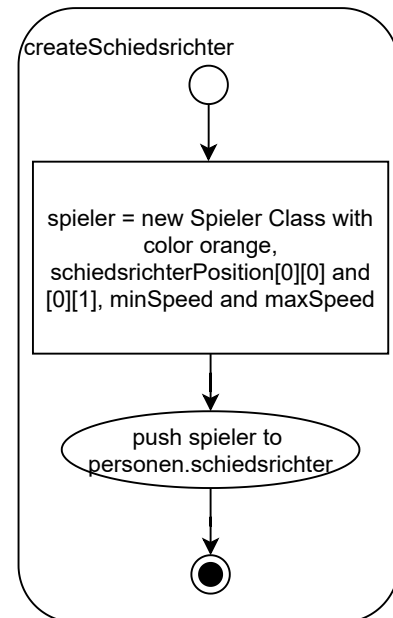 createSchiedsrichter
spieler = new Spieler Class with
color orange,
schiedsrichterPosition[0][0] and
[0][1], minSpeed and maxSpeed
push spieler to
personen.schiedsrichter